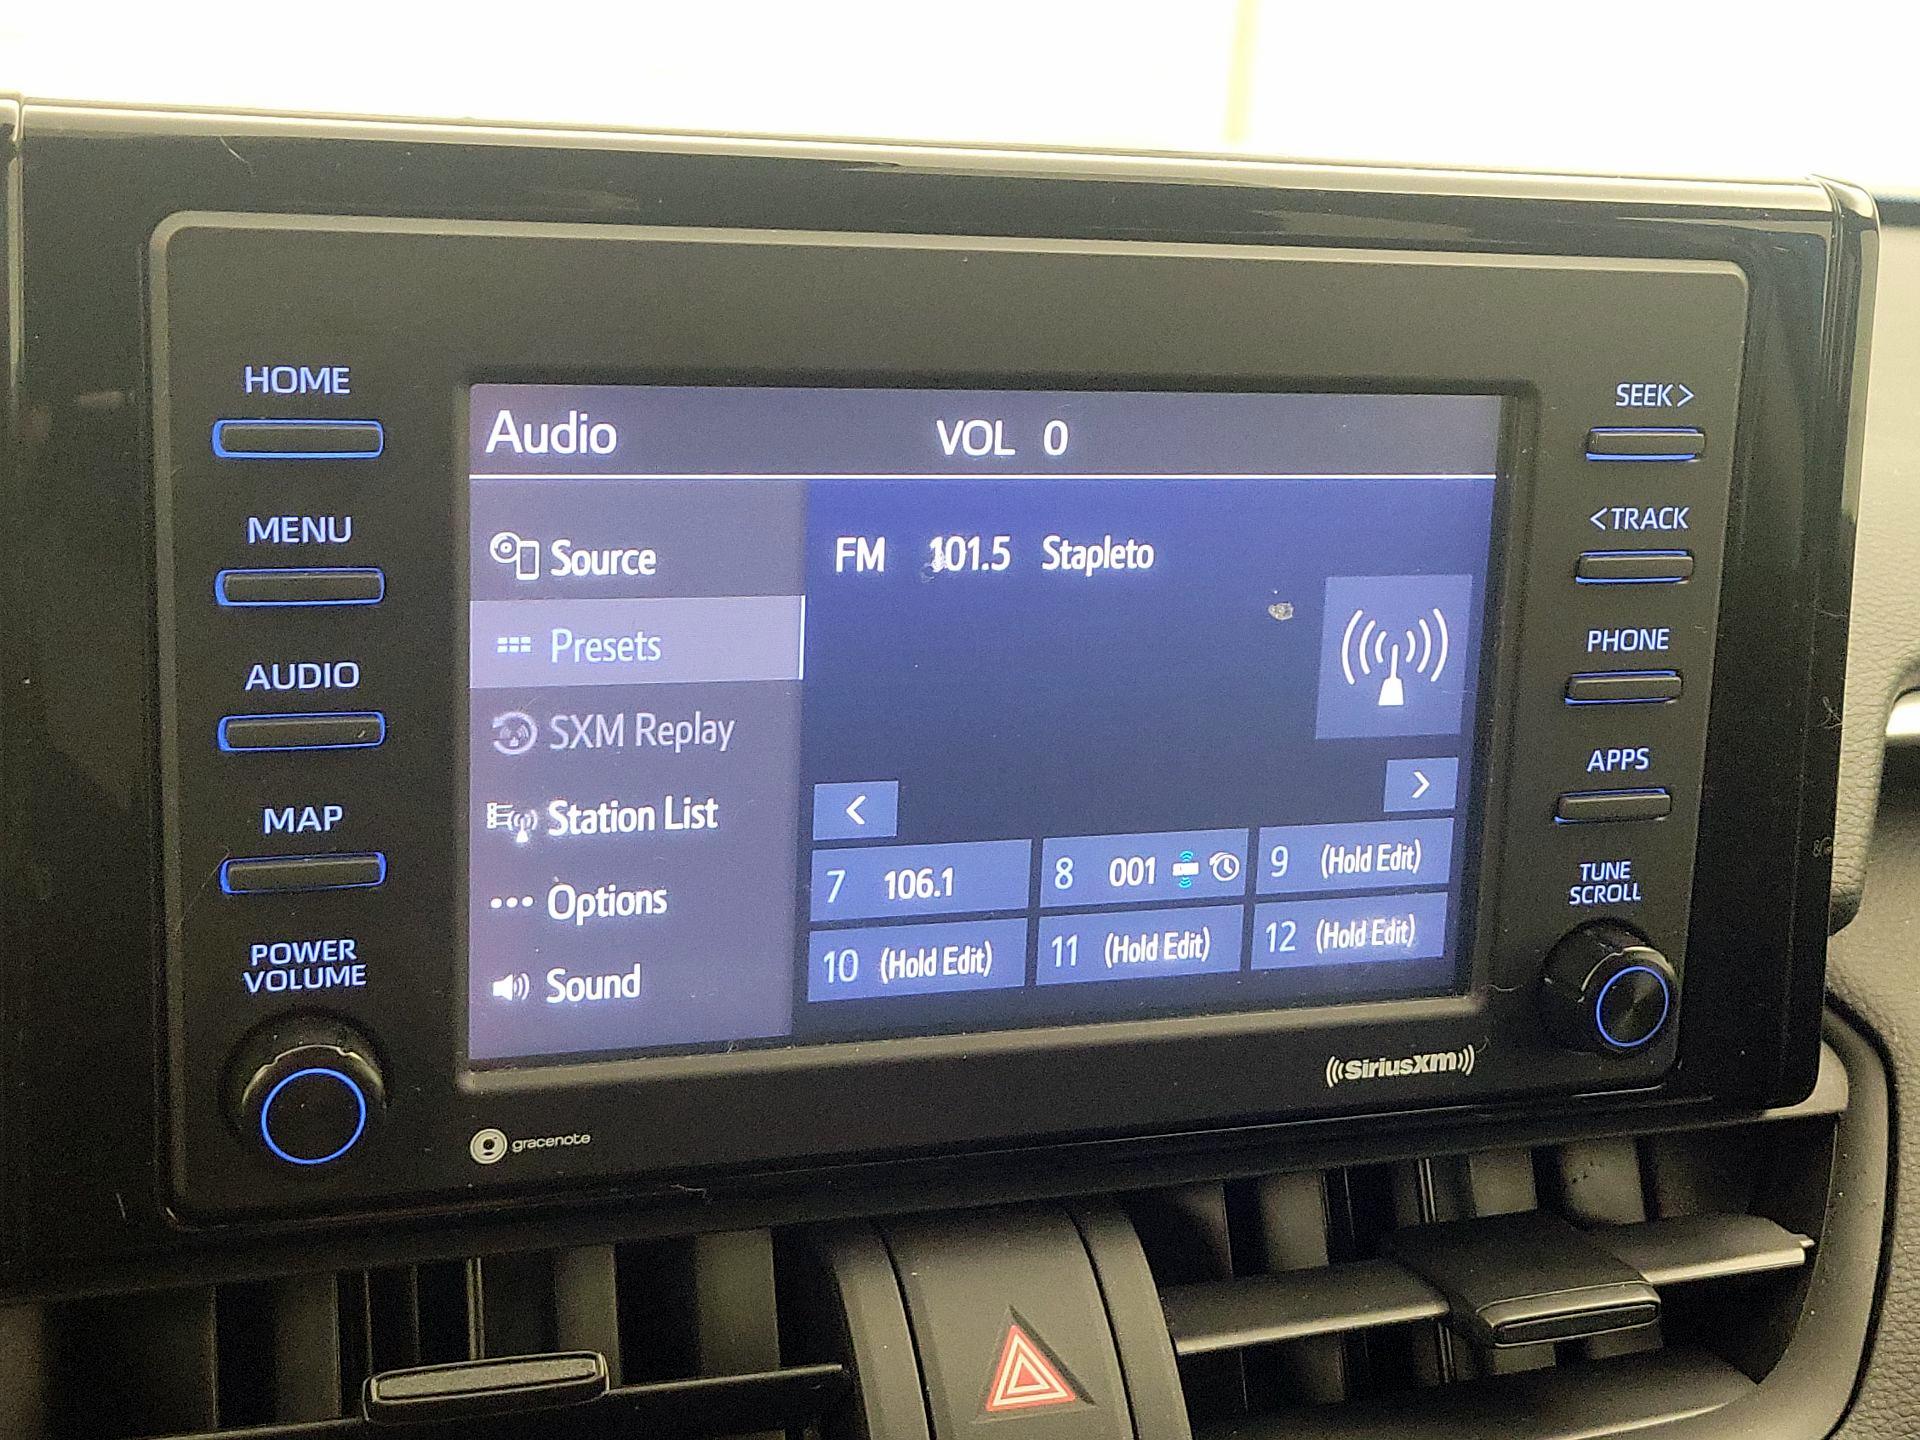 HOME
MENU
AUDIO
MAP
POWER
VOLUME
Audio VOL 0
Source
Presets
SXM Replay
Station List
Options
Sound
FM 101.5 Stapleto
<
>
7 106.1
8 001
9 (Hold Edit)
10 (Hold Edit)
11 (Hold Edit)
12 (Hold Edit)
SEEK >
< TRACK
PHONE
APPS
TUNE
SCROLL
gracenote
((SiriusXM))